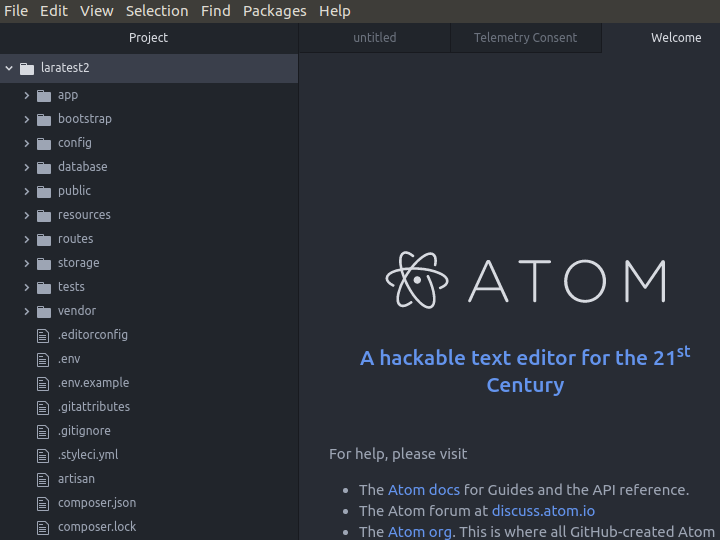 File Edit View Selection Find Packages Help
Project
untitled
Telemetry Consent
Welcome
laratest2
app
bootstrap
config
database
public
resources
routes
storage
tests
vendor
.editorconfig
.env
.env.example
.gitattributes
.gitignore
.styleci.yml
artisan
composer.json
composer.lock
ATOM
A hackable text editor for the 21st
Century
For help, please visit
• The Atom docs for Guides and the API reference.
• The Atom forum at discuss.atom.io
• The Atom org. This is where all GitHub-created Atom